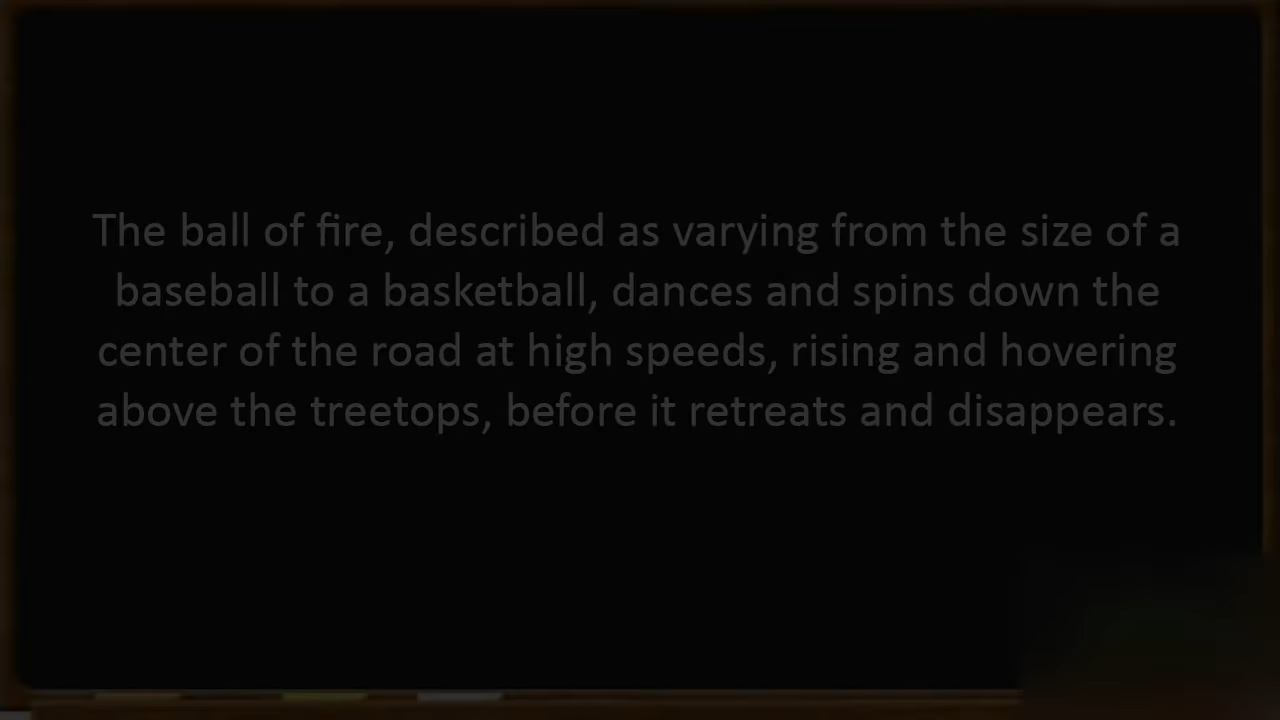 The ball of fire, described as varying from the size of a
baseball to a basketball, dances and spins down the
center of the road at high speeds, rising and hovering
above the treetops, before it retreats and disappears.